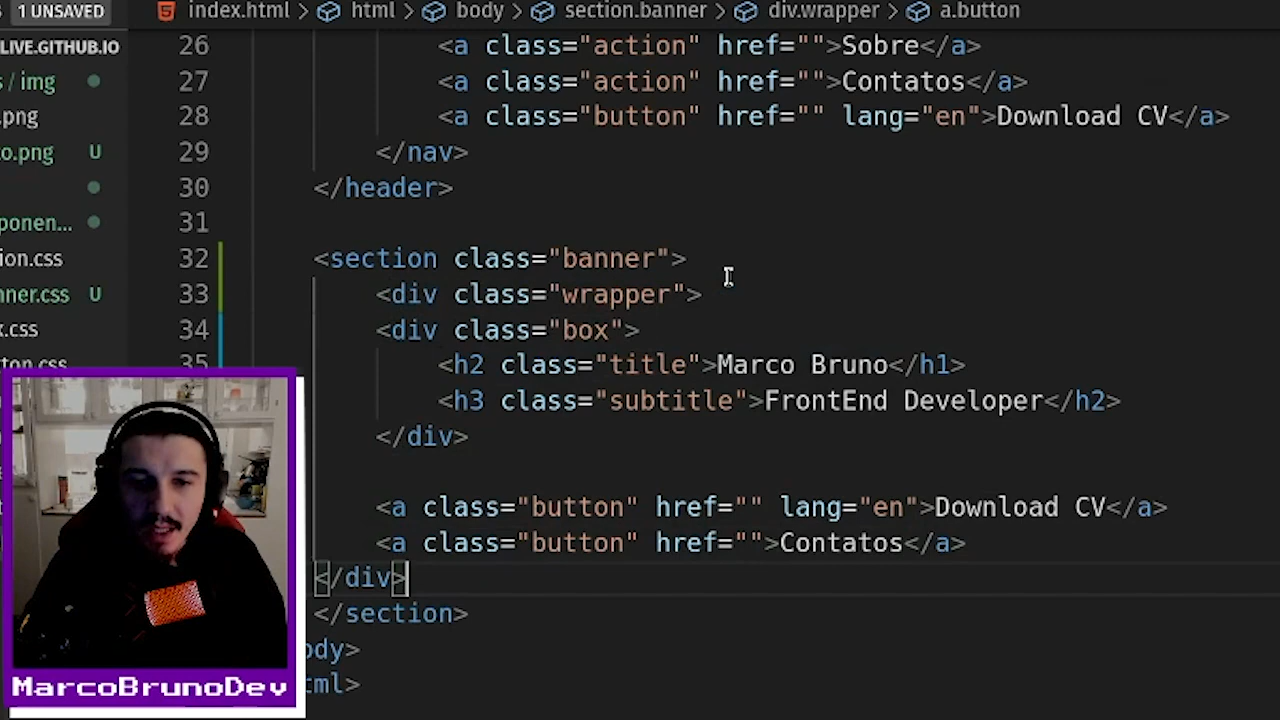 1 UNSAVED
index.html > html > body > section.banner > div.wrapper > a.button
LIVE.GITHUB.IO
s / img
.png
o.png U
ponen...
ion.css
nner.css U
x.css
ton.css
26 <a class="action" href="">Sobre</a>
27 <a class="action" href="">Contatos</a>
28 <a class="button" href="" lang="en">Download CV</a>
29 </nav>
30 </header>
31
32 <section class="banner">
33 <div class="wrapper">
34 <div class="box">
35 <h2 class="title">Marco Bruno</h1>
<h3 class="subtitle">FrontEnd Developer</h2>
</div>
<a class="button" href="" lang="en">Download CV</a>
<a class="button" href="">Contatos</a>
</div>
</section>
ody>
tml>
MarcoBrunoDev